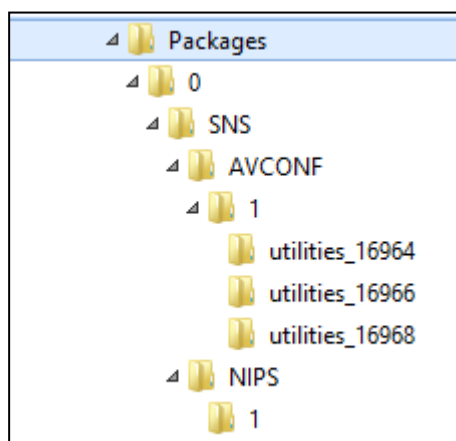 Packages
0
SNS
AVCONF
1
utilities_16964
utilities_16966
utilities_16968
NIPS
1